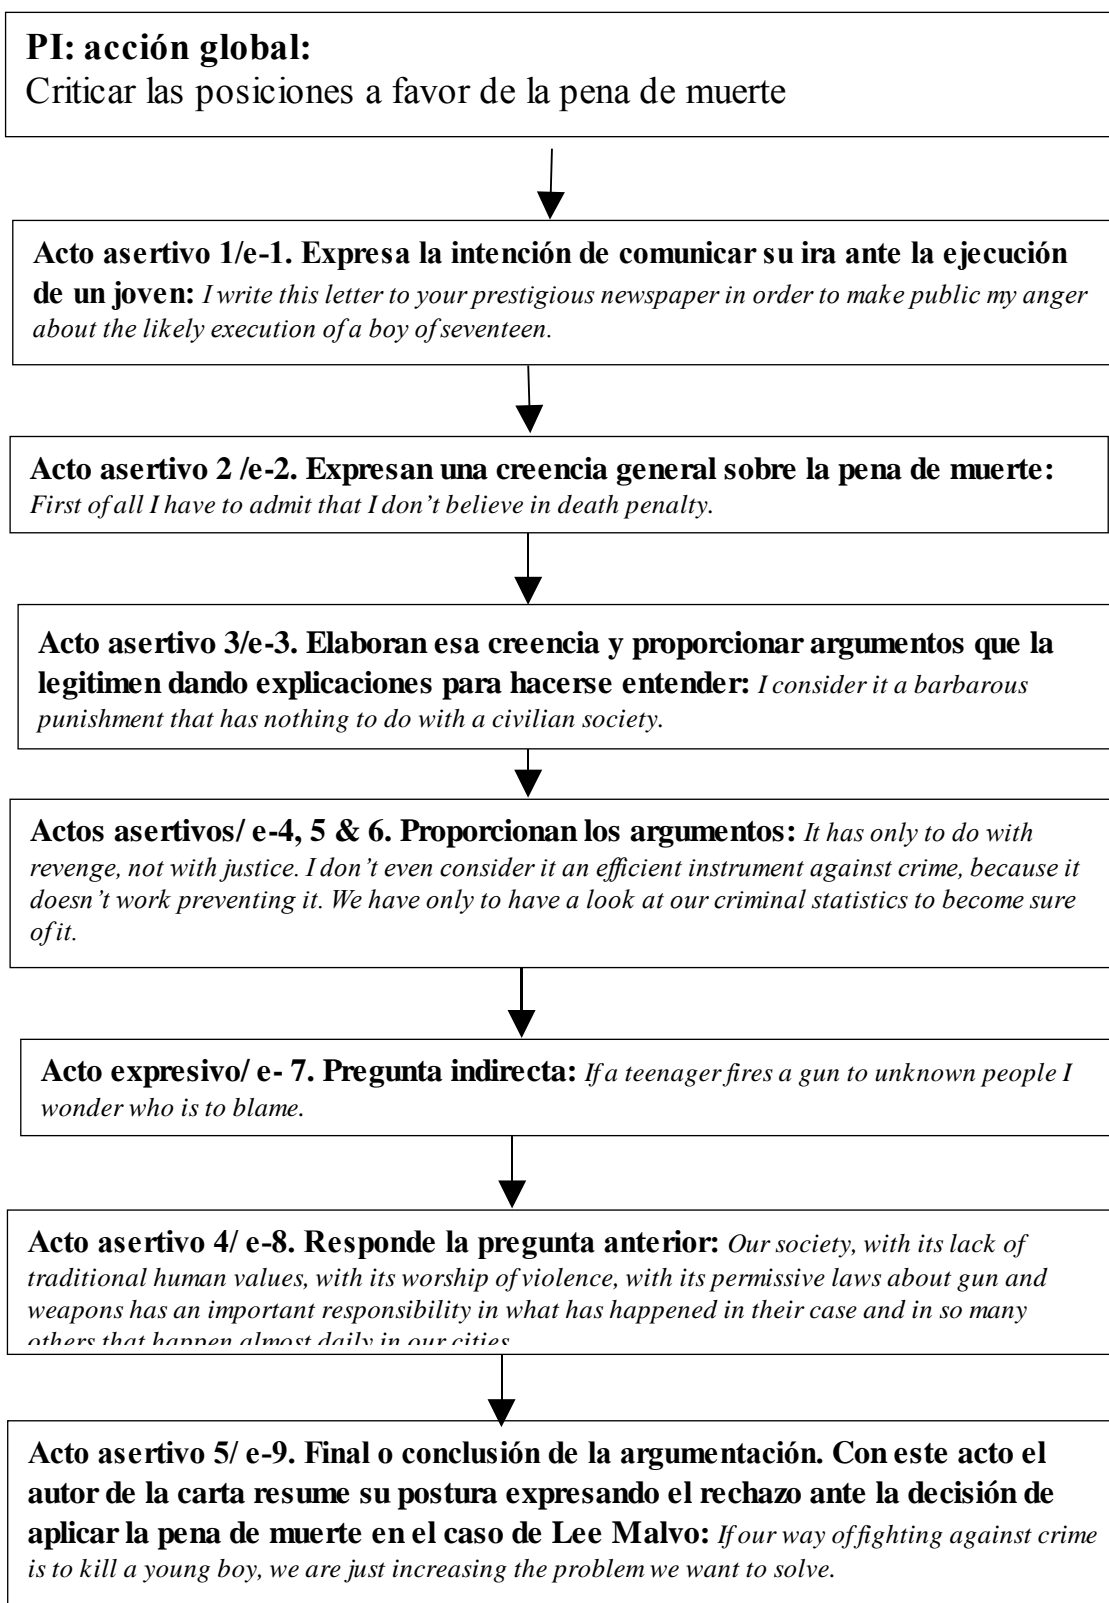 PI: acción global:
Criticar las posiciones a favor de la pena de muerte
Acto asertivo 1/e-1. Expresa la intención de comunicar su ira ante la ejecución
de un joven: I write this letter to your prestigious newspaper in order to make public my anger
about the likely execution of a boy of seventeen.
Acto asertivo 2 /e-2. Expresan una creencia general sobre la pena de muerte:
First of all I have to admit that I don’t believe in death penalty.
Acto asertivo 3/e-3. Elaboran esa creencia y proporcionar argumentos que la
legitimen dando explicaciones para hacerse entender: I consider it a barbarous
punishment that has nothing to do with a civilian society.
Actos asertivos/ e-4, 5 & 6. Proporcionan los argumentos: It has only to do with
revenge, not with justice. I don’t even consider it an efficient instrument against crime, because it
doesn’t work preventing it. We have only to have a look at our criminal statistics to become sure
of it.
Acto expresivo/ e- 7. Pregunta indirecta: If a teenager fires a gun to unknown people I
wonder who is to blame.
Acto asertivo 4/ e-8. Responde la pregunta anterior: Our society, with its lack of
traditional human values, with its worship of violence, with its permissive laws about gun and
weapons has an important responsibility in what has happened in their case and in so many
others that happen almost daily in our cities
Acto asertivo 5/ e-9. Final o conclusión de la argumentación. Con este acto el
autor de la carta resume su postura expresando el rechazo ante la decisión de
aplicar la pena de muerte en el caso de Lee Malvo: If our way of fighting against crime
is to kill a young boy, we are just increasing the problem we want to solve.